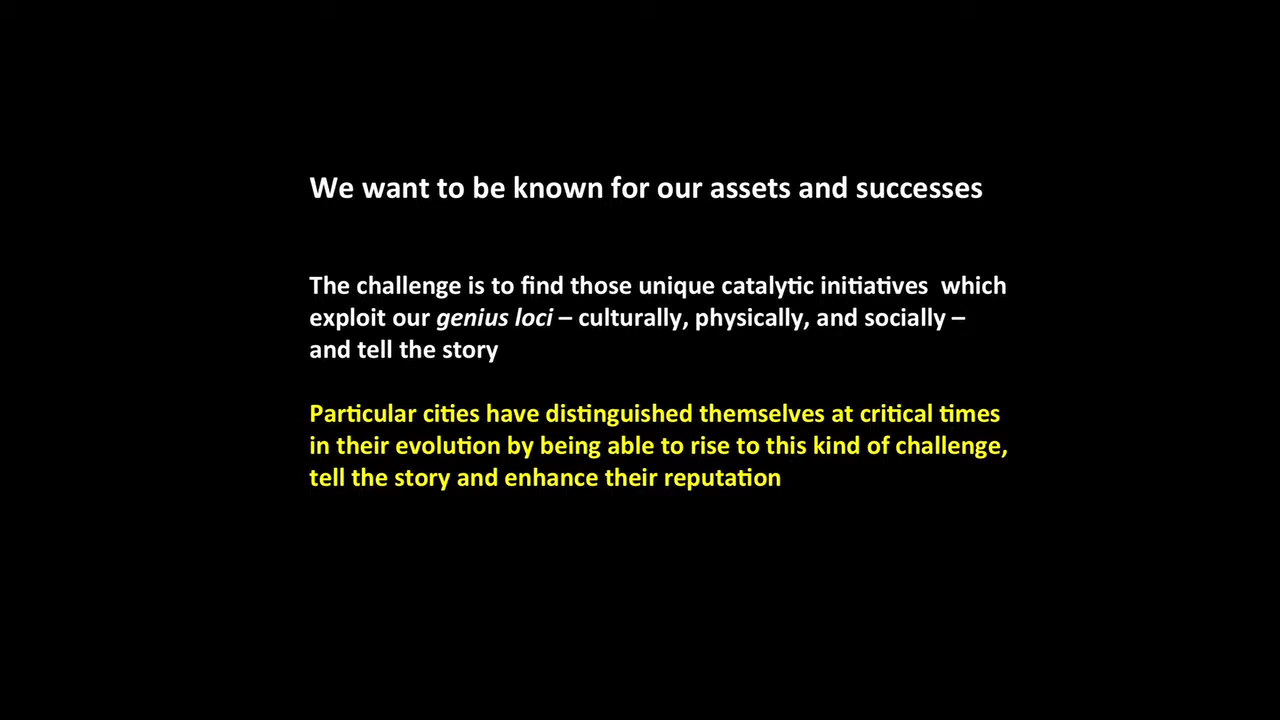 We want to be known for our assets and successes
The challenge is to find those unique catalytic initiatives  which
exploit our genius loci – culturally, physically, and socially –
and tell the story
Particular cities have distinguished themselves at critical times
in their evolution by being able to rise to this kind of challenge,
tell the story and enhance their reputation